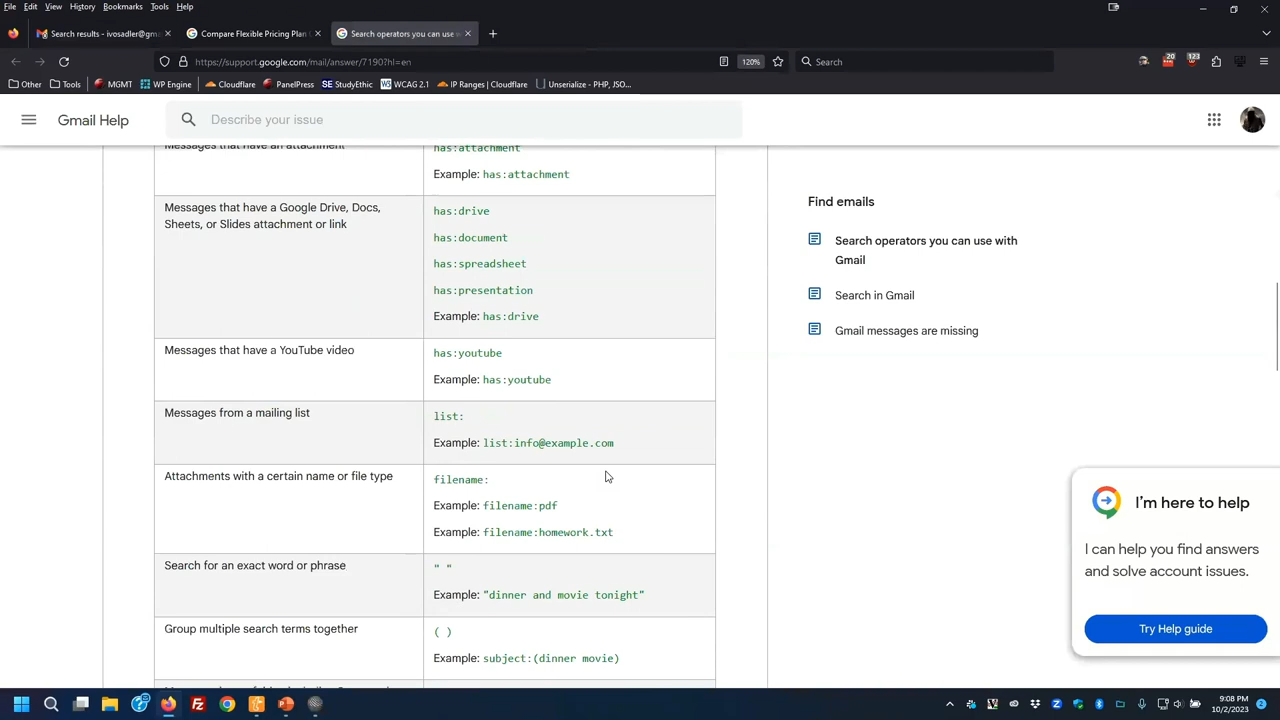 File Edit View History Bookmarks Tools Help
Search results - ivosadler@gm
Compare Flexible Pricing Plan
Search operators you can use w
https://support.google.com/mail/answer/7190?hl=en
120%
Search
20
123
Other
Tools
MGMT
WP Engine
Cloudflare
PanelPress
SE StudyEthic
WCAG 2.1
IP Ranges | Cloudflare
Unserialize - PHP, JSO...
Gmail Help
Describe your issue
Messages that have an attachment
has:attachment
Example: has:attachment
Messages that have a Google Drive, Docs,
Sheets, or Slides attachment or link
has:drive
has:document
has:spreadsheet
has:presentation
Example: has:drive
Messages that have a YouTube video
has:youtube
Example: has:youtube
Messages from a mailing list
list:
Example: list:info@example.com
Attachments with a certain name or file type
filename:
Example: filename:pdf
Example: filename:homework.txt
Search for an exact word or phrase
" "
Example: "dinner and movie tonight"
Group multiple search terms together
( )
Example: subject:(dinner movie)
Find emails
Search operators you can use with
Gmail
Search in Gmail
Gmail messages are missing
I'm here to help
I can help you find answers
and solve account issues.
Try Help guide
9:08 PM
10/2/2023